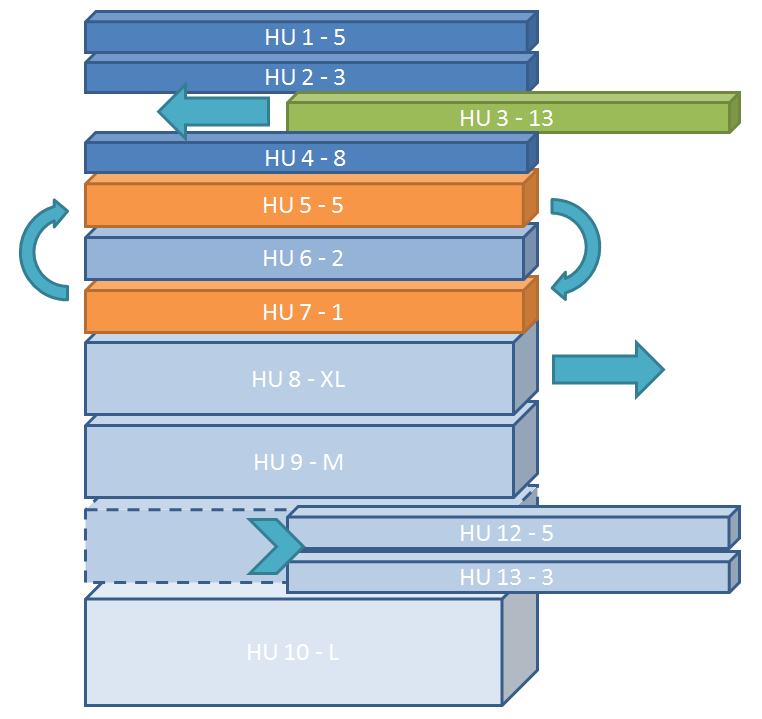 HU 1 - 5
HU 2 - 3
HU 3 - 13
HU 4 - 8
HU 5 - 5
HU 6 - 2
HU 7 - 1
HU 8 - XL
HU 9 - M
HU 12 - 5
HU 13 - 3
HU 10 - L